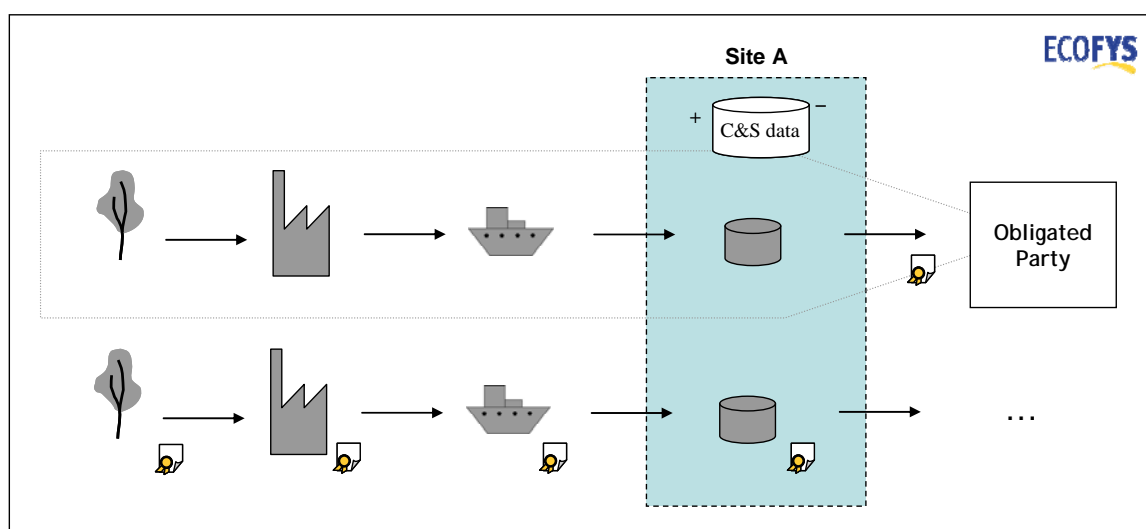 ECOFYS
Site A
+
−
C&S data
Obligated
Party
...